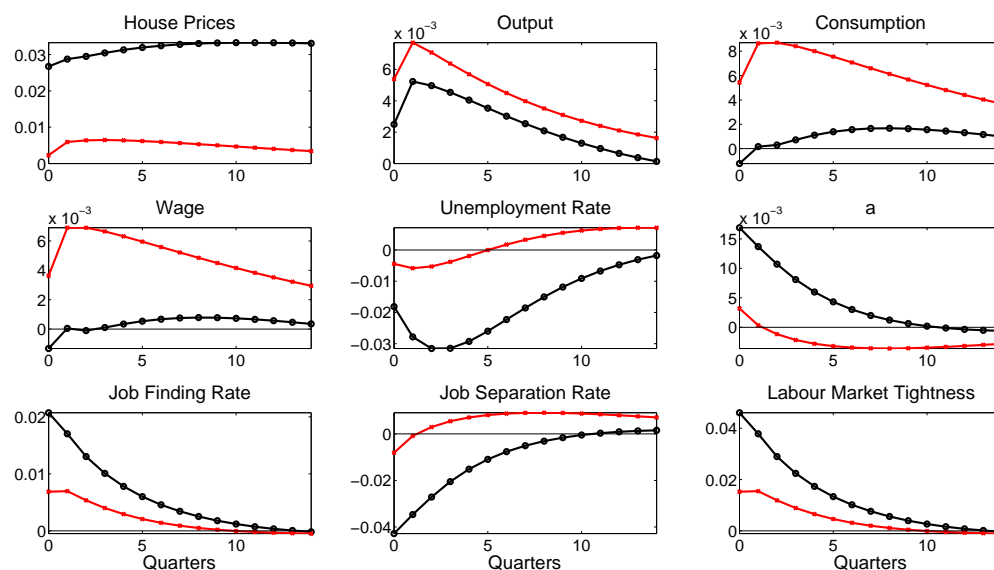 House Prices
0.03
0.02
0.01
0
0 5 10
Output
x 10⁻³
6
4
2
0
0 5 10
Consumption
x 10⁻³
8
6
4
2
0
0 5 10
Wage
x 10⁻³
6
4
2
0
0 5 10
Unemployment Rate
0
−0.01
−0.02
−0.03
0 5 10
a
x 10⁻³
15
10
5
0
0 5 10
Job Finding Rate
0.02
0.01
0
0 5 10
Quarters
Job Separation Rate
0
−0.02
−0.04
0 5 10
Quarters
Labour Market Tightness
0.04
0.02
0
0 5 10
Quarters